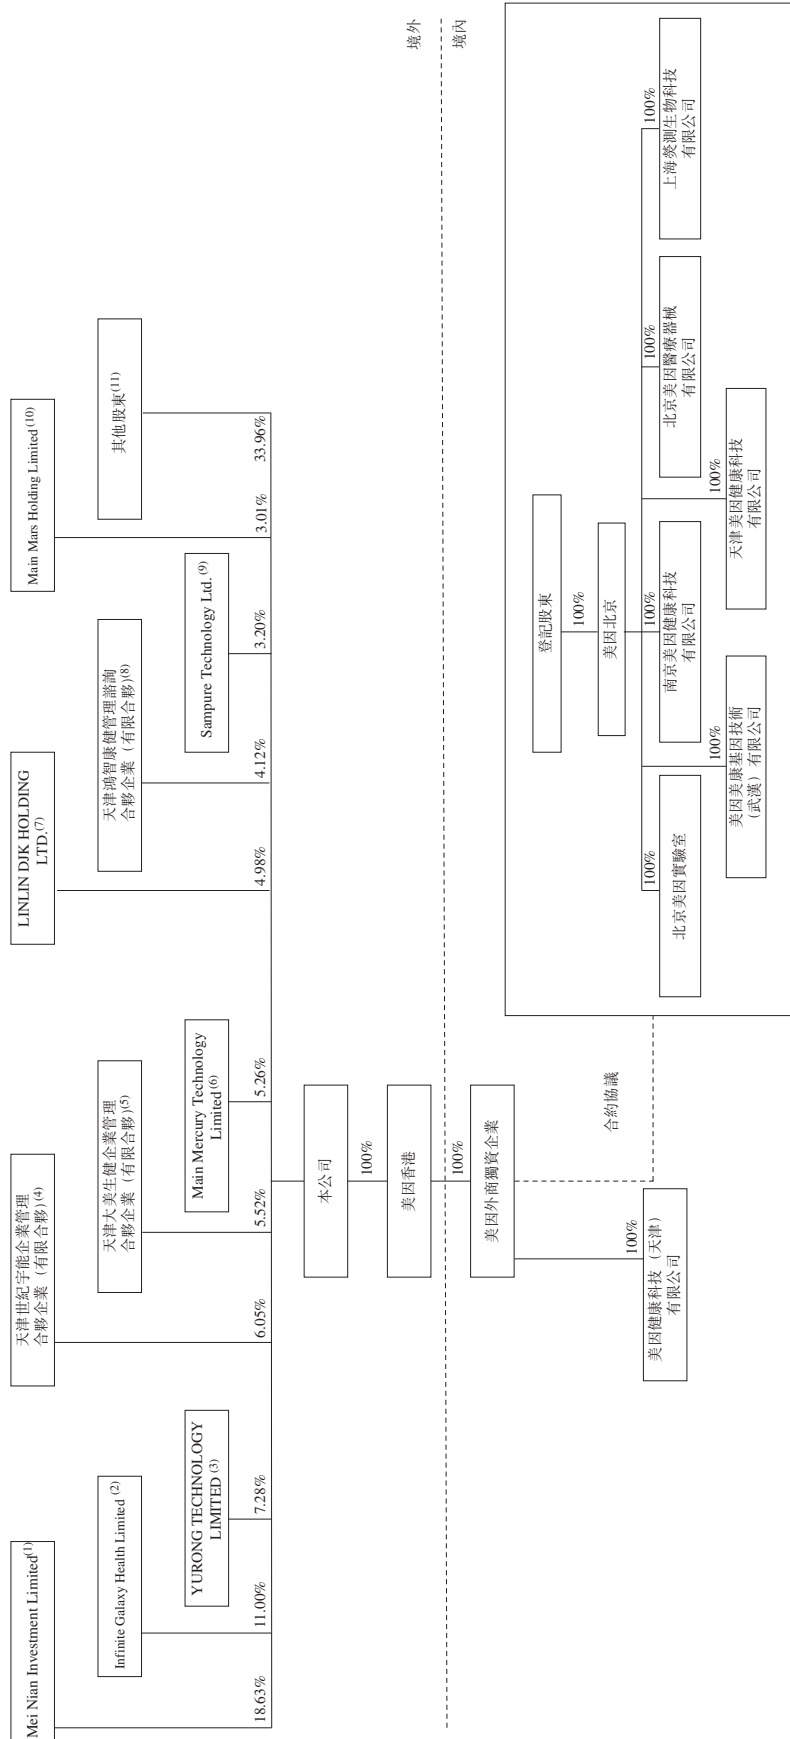 Mei Nian Investment Limited(1)
天津世紀宇能企業管理
合夥企業（有限合夥）(4)
LINLIN DJK HOLDING
LTD.(7)
Main Mars Holding Limited(10)
Infinite Galaxy Health Limited (2)
天津大美生健企業管理
合夥企業（有限合夥）(5)
天津鴻智康健管理諮詢
合夥企業（有限合夥）(8)
其他股東(11)
YURONG TECHNOLOGY
LIMITED (3)
Main Mercury Technology
Limited(6)
Sampure Technology Ltd. (9)
18.63%
11.00%
7.28%
6.05%
5.52%
5.26%
4.98%
4.12%
3.20%
3.01%
33.96%
本公司
100%
美因香港
境外
境內
100%
美因外商獨資企業
合約協議
100%
美因健康科技（天津）
有限公司
登記股東
100%
美因北京
100%
100%
100%
100%
北京美因實驗室
南京美因健康科技
有限公司
北京美因醫療器械
有限公司
上海熒測生物科技
有限公司
100%
100%
美因美康基因技術
（武漢）有限公司
天津美因健康科技
有限公司